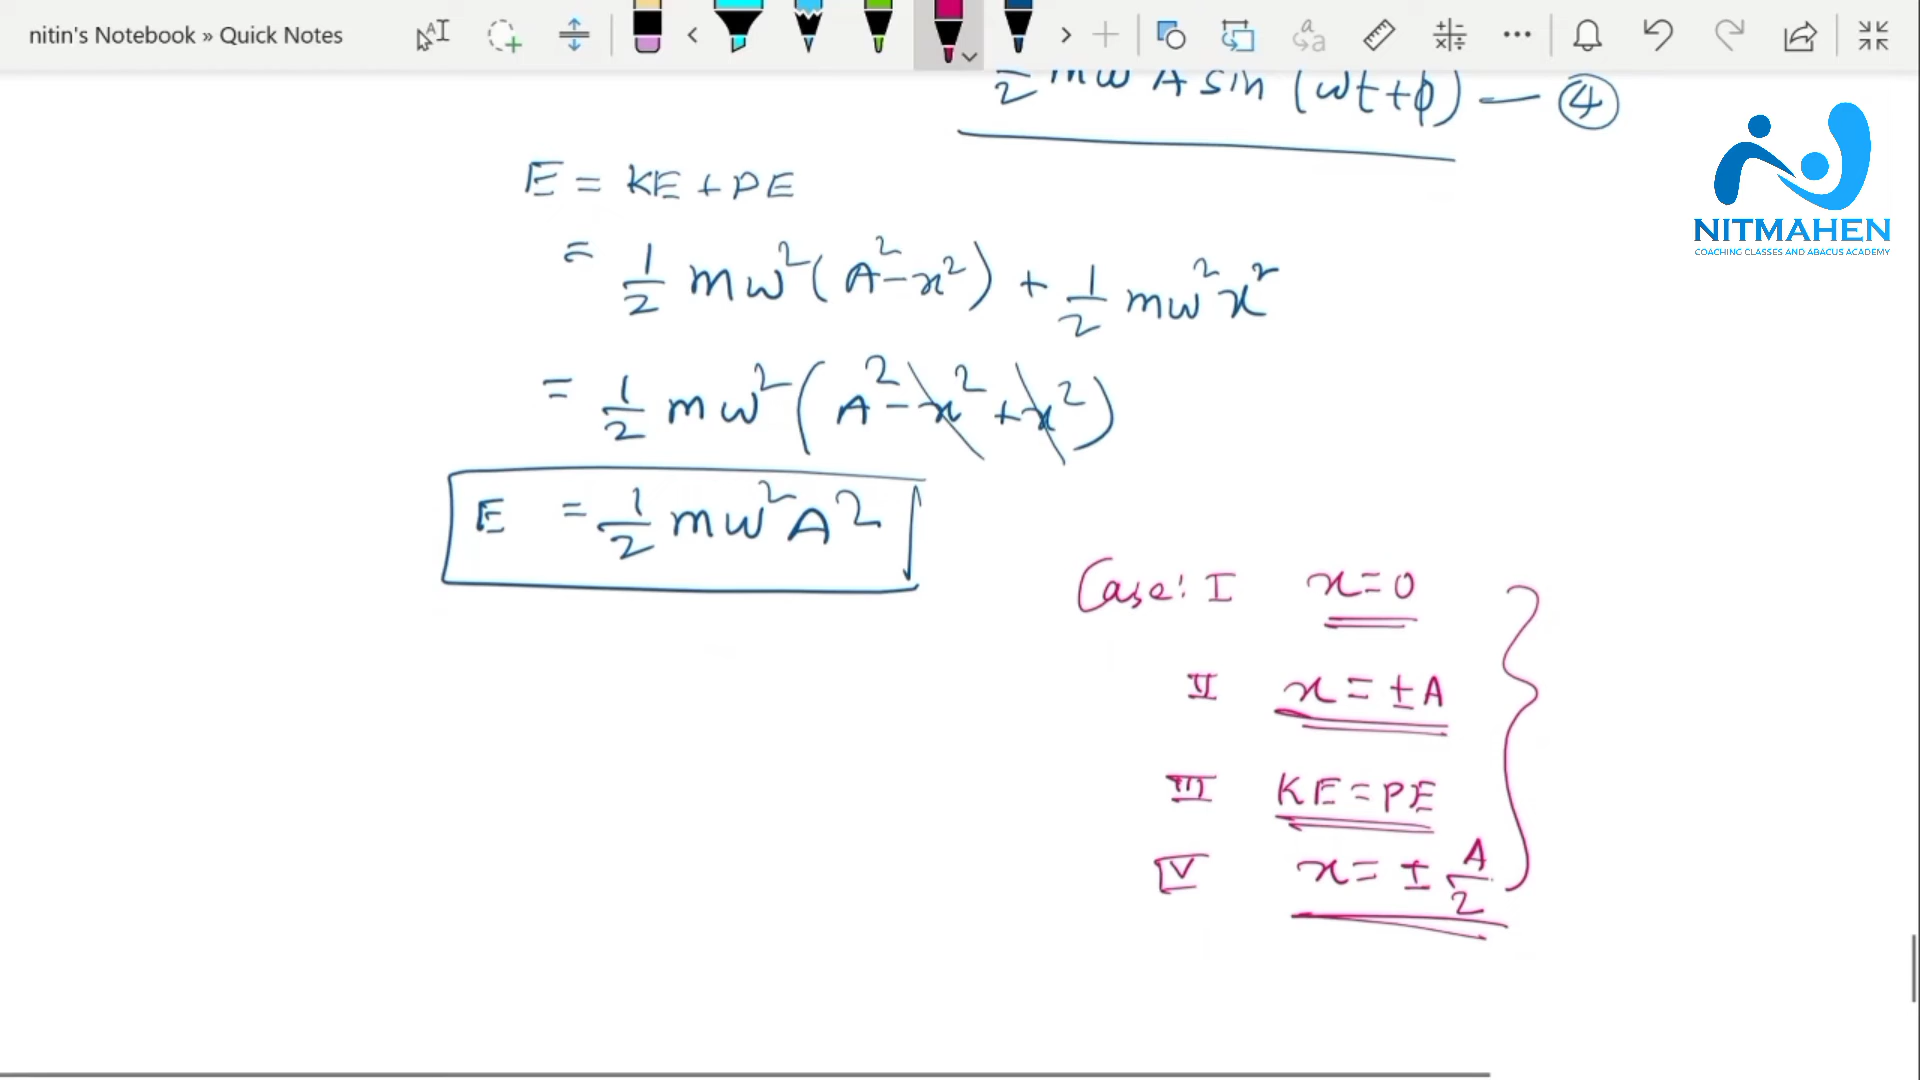 nitin's Notebook » Quick Notes
½ mω A sin (ωt+ϕ) — ④
NITMAHEN
COACHING CLASSES AND ABACUS ACADEMY
E = KE + PE
= 1/2 mω²(A²-x²) + 1/2 mω²x²
= 1/2 mω²(A²-x²+x²)
E = 1/2 mω²A²
Case: I x=0
II x = ±A
III KE=PE
IV x= ± A/2